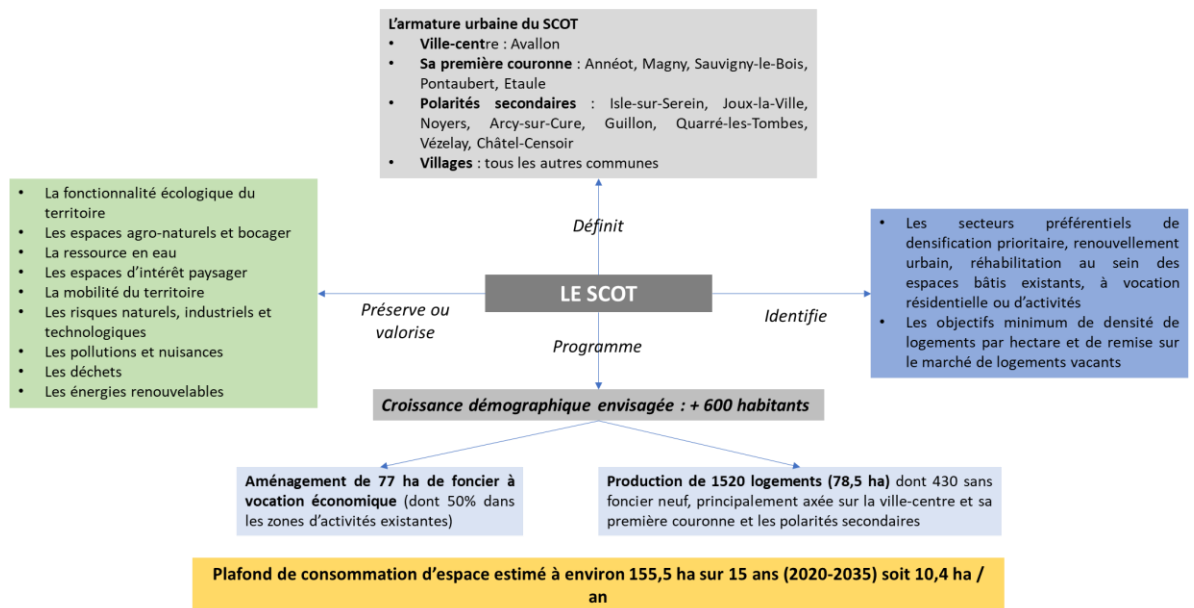 L’armature urbaine du SCOT
• Ville-centre : Avallon
• Sa première couronne : Annéot, Magny, Sauvigny-le-Bois,
Pontaubert, Etaule
• Polarités secondaires : Isle-sur-Serein, Joux-la-Ville,
Noyers, Arcy-sur-Cure, Guillon, Quarré-les-Tombes,
Vézelay, Châtel-Censoir
• Villages : tous les autres communes
Définit
• La fonctionnalité écologique du
territoire
• Les espaces agro-naturels et bocager
• La ressource en eau
• Les espaces d’intérêt paysager
• La mobilité du territoire
• Les risques naturels, industriels et
technologiques
• Les pollutions et nuisances
• Les déchets
• Les énergies renouvelables
Préserve ou
valorise
LE SCOT
Identifie
• Les secteurs préférentiels de
densification prioritaire, renouvellement
urbain, réhabilitation au sein des
espaces bâtis existants, à vocation
résidentielle ou d’activités
• Les objectifs minimum de densité de
logements par hectare et de remise sur
le marché de logements vacants
Programme
Croissance démographique envisagée : + 600 habitants
Aménagement de 77 ha de foncier à
vocation économique (dont 50% dans
les zones d’activités existantes)
Production de 1520 logements (78,5 ha) dont 430 sans
foncier neuf, principalement axée sur la ville-centre et sa
première couronne et les polarités secondaires
Plafond de consommation d’espace estimé à environ 155,5 ha sur 15 ans (2020-2035) soit 10,4 ha /
an